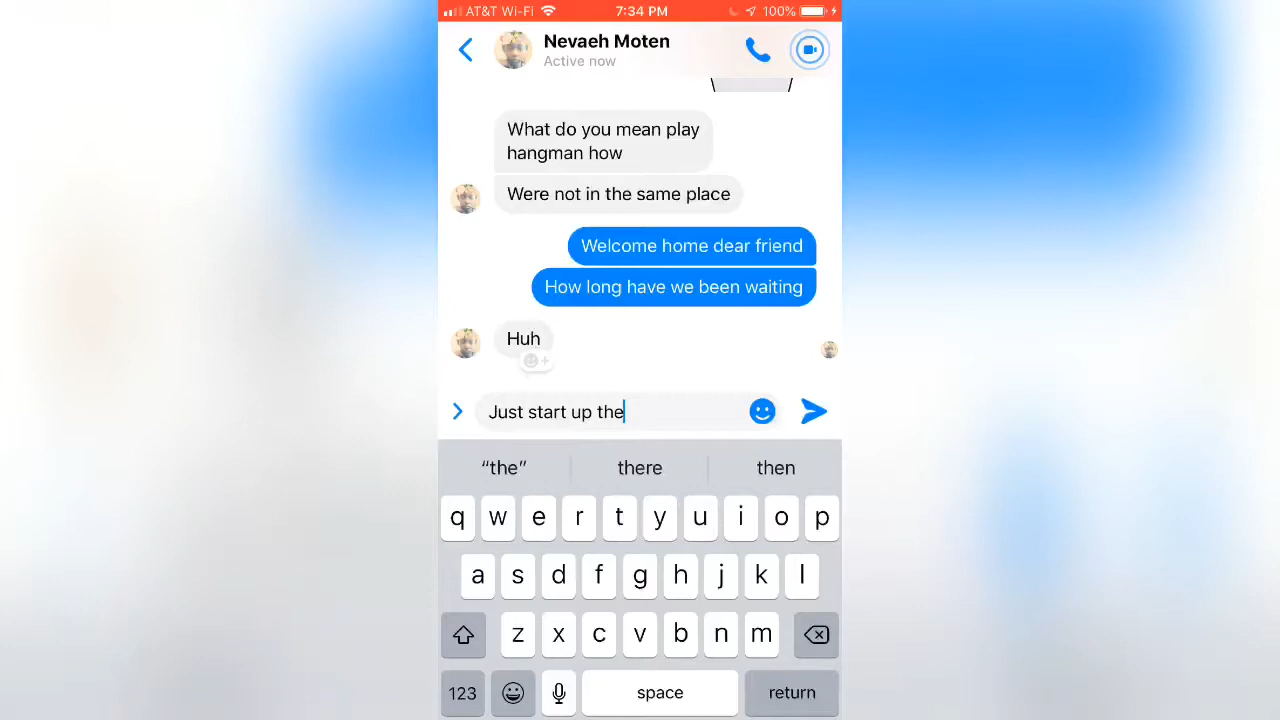 AT&T Wi-Fi 7:34 PM 100%
Nevaeh Moten
Active now
What do you mean play
hangman how
Were not in the same place
Welcome home dear friend
How long have we been waiting
Huh
Just start up the
“the” there then
q w e r t y u i o p
a s d f g h j k l
z x c v b n m
123 space return